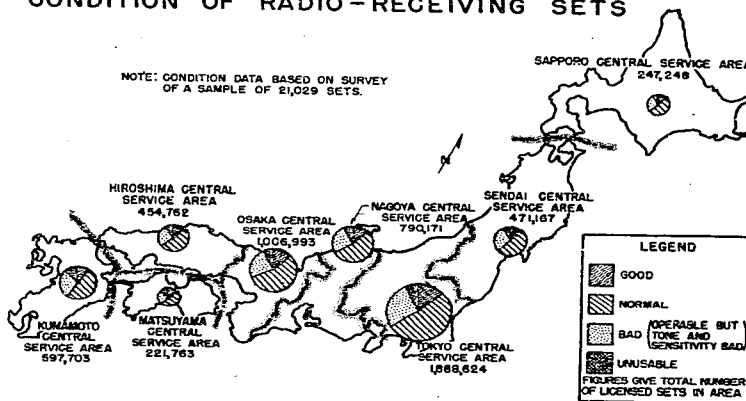 CONDITION OF RADIO-RECEIVING SETS
NOTE: CONDITION DATA BASED ON SURVEY
OF A SAMPLE OF 21,029 SETS.
SAPPORO CENTRAL SERVICE AREA
247,248
HIROSHIMA CENTRAL
SERVICE AREA
454,762
OSAKA CENTRAL
SERVICE AREA
1,006,993
NAGOYA CENTRAL
SERVICE AREA
790,171
SENDAI CENTRAL
SERVICE AREA
471,167
KUMAMOTO
CENTRAL
SERVICE AREA
597,703
MATSUYAMA
CENTRAL
SERVICE AREA
221,763
TOKYO CENTRAL
SERVICE AREA
1,868,624
LEGEND
GOOD
NORMAL
BAD (OPERABLE BUT
TONE AND
SENSITIVITY BAD)
UNUSABLE
FIGURES GIVE TOTAL NUMBER
OF LICENSED SETS IN AREA